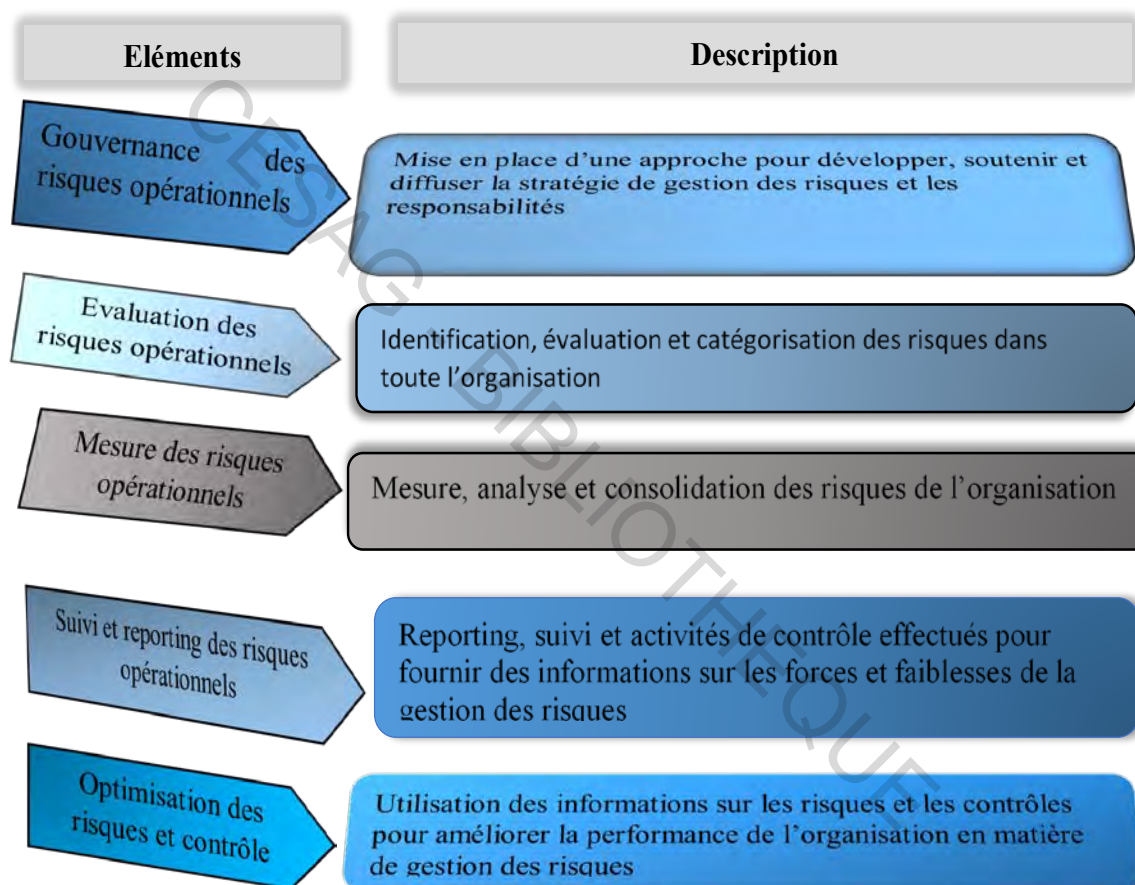 Eléments
Description
Gouvernance des
risques opérationnels
Mise en place d'une approche pour développer, soutenir et
diffuser la stratégie de gestion des risques et les
responsabilités
Evaluation des
risques opérationnels
Identification, évaluation et catégorisation des risques dans
toute l'organisation
Mesure des risques
opérationnels
Mesure, analyse et consolidation des risques de l'organisation
Suivi et reporting des risques
opérationnels
Reporting, suivi et activités de contrôle effectués pour
fournir des informations sur les forces et faiblesses de la
gestion des risques
Optimisation des
risques et contrôle
Utilisation des informations sur les risques et les contrôles
pour améliorer la performance de l'organisation en matière
de gestion des risques
CESAG - BIBLIOTHEQUE